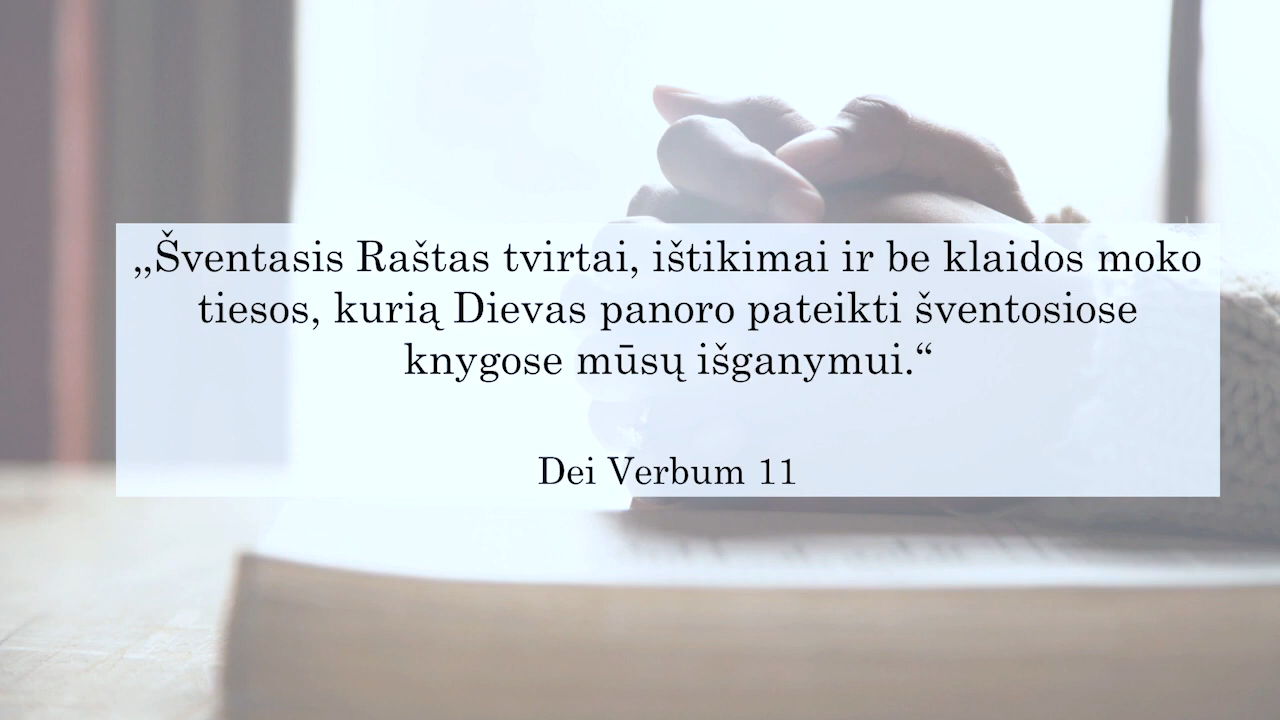 „Šventasis Raštas tvirtai, ištikimai ir be klaidos moko
tiesos, kurią Dievas panoro pateikti šventosiose
knygose mūsų išganymui.“
Dei Verbum 11